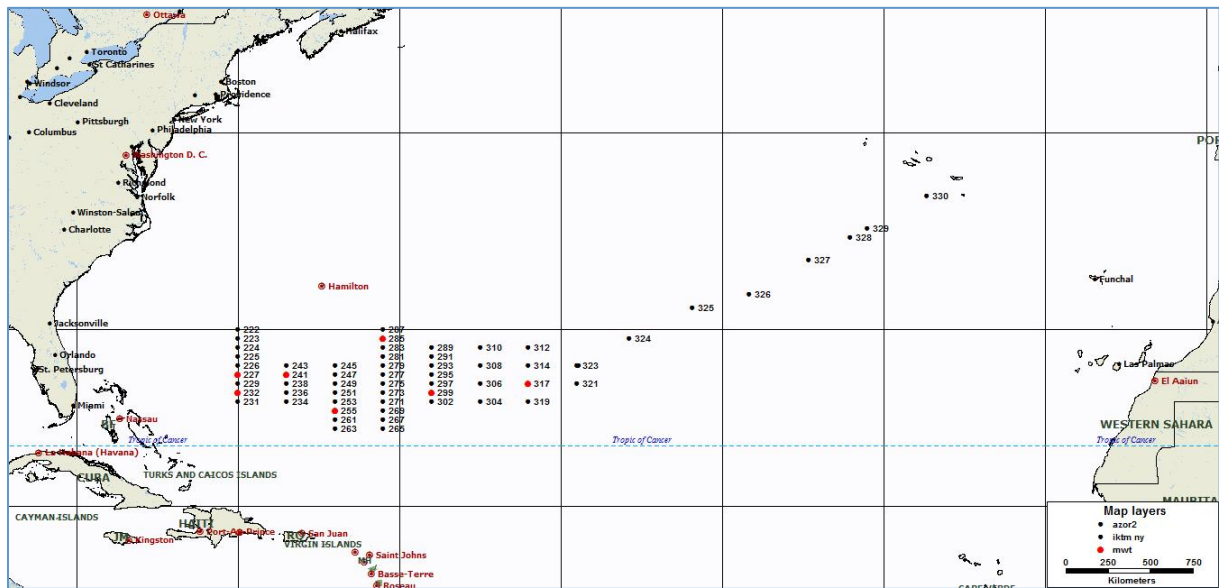 Ottawa
Halifax
Toronto
St Catharines
Windsor
Boston
Providence
Cleveland
Pittsburgh
New York
Columbus
Philadelphia
Washington D. C.
POR
Richmond
Norfolk
330
Winston-Salem
Charlotte
329
328
327
Funchal
Hamilton
326
325
Jacksonville
222 287
223 285 324
224 283 289 310 312
225 281 291
Orlando
226 243 245 279 293 308 314 323
Las Palmas
St. Petersburg
227 241 247 277 295
El Aaiun
229 238 249 275 297 306 317 321
232 236 251 273 299
231 234 253 271 302 304 319
Miami
255 269
Nassau
261 267
WESTERN SAHARA
263 265
Tropic of Cancer Tropic of Cancer Tropic of Cancer
La Habana (Havana)
CUBA
TURKS AND CAICOS ISLANDS
MAURITA
CAYMAN ISLANDS
HAITI
Port-Au-Prince
San Juan
JM
Kingston
VIRGIN ISLANDS
Saint Johns
Basse-Terre
Roseau
Map layers
azor2
iktm ny
mwt
0 250 500 750
Kilometers